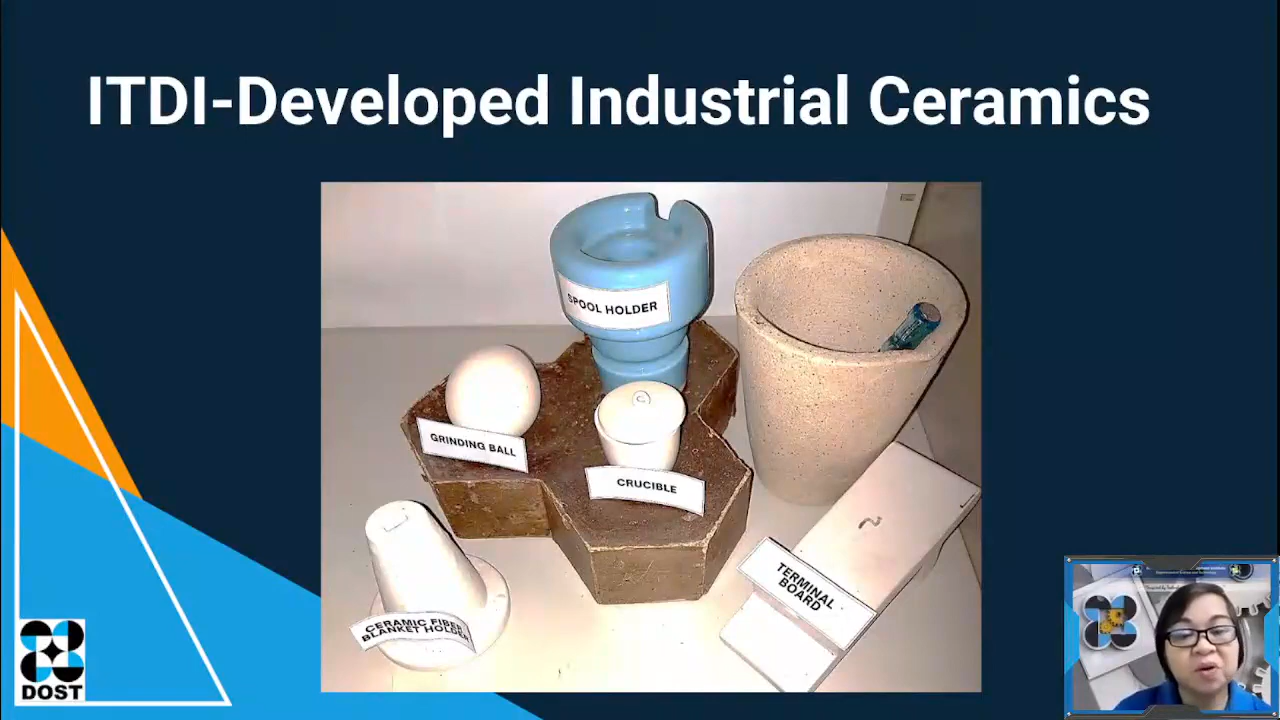 ITDI-Developed Industrial Ceramics
SPOOL HOLDER
GRINDING BALL
CRUCIBLE
TERMINAL
BOARD
CERAMIC FIBER
BLANKET HOLDER
DOST